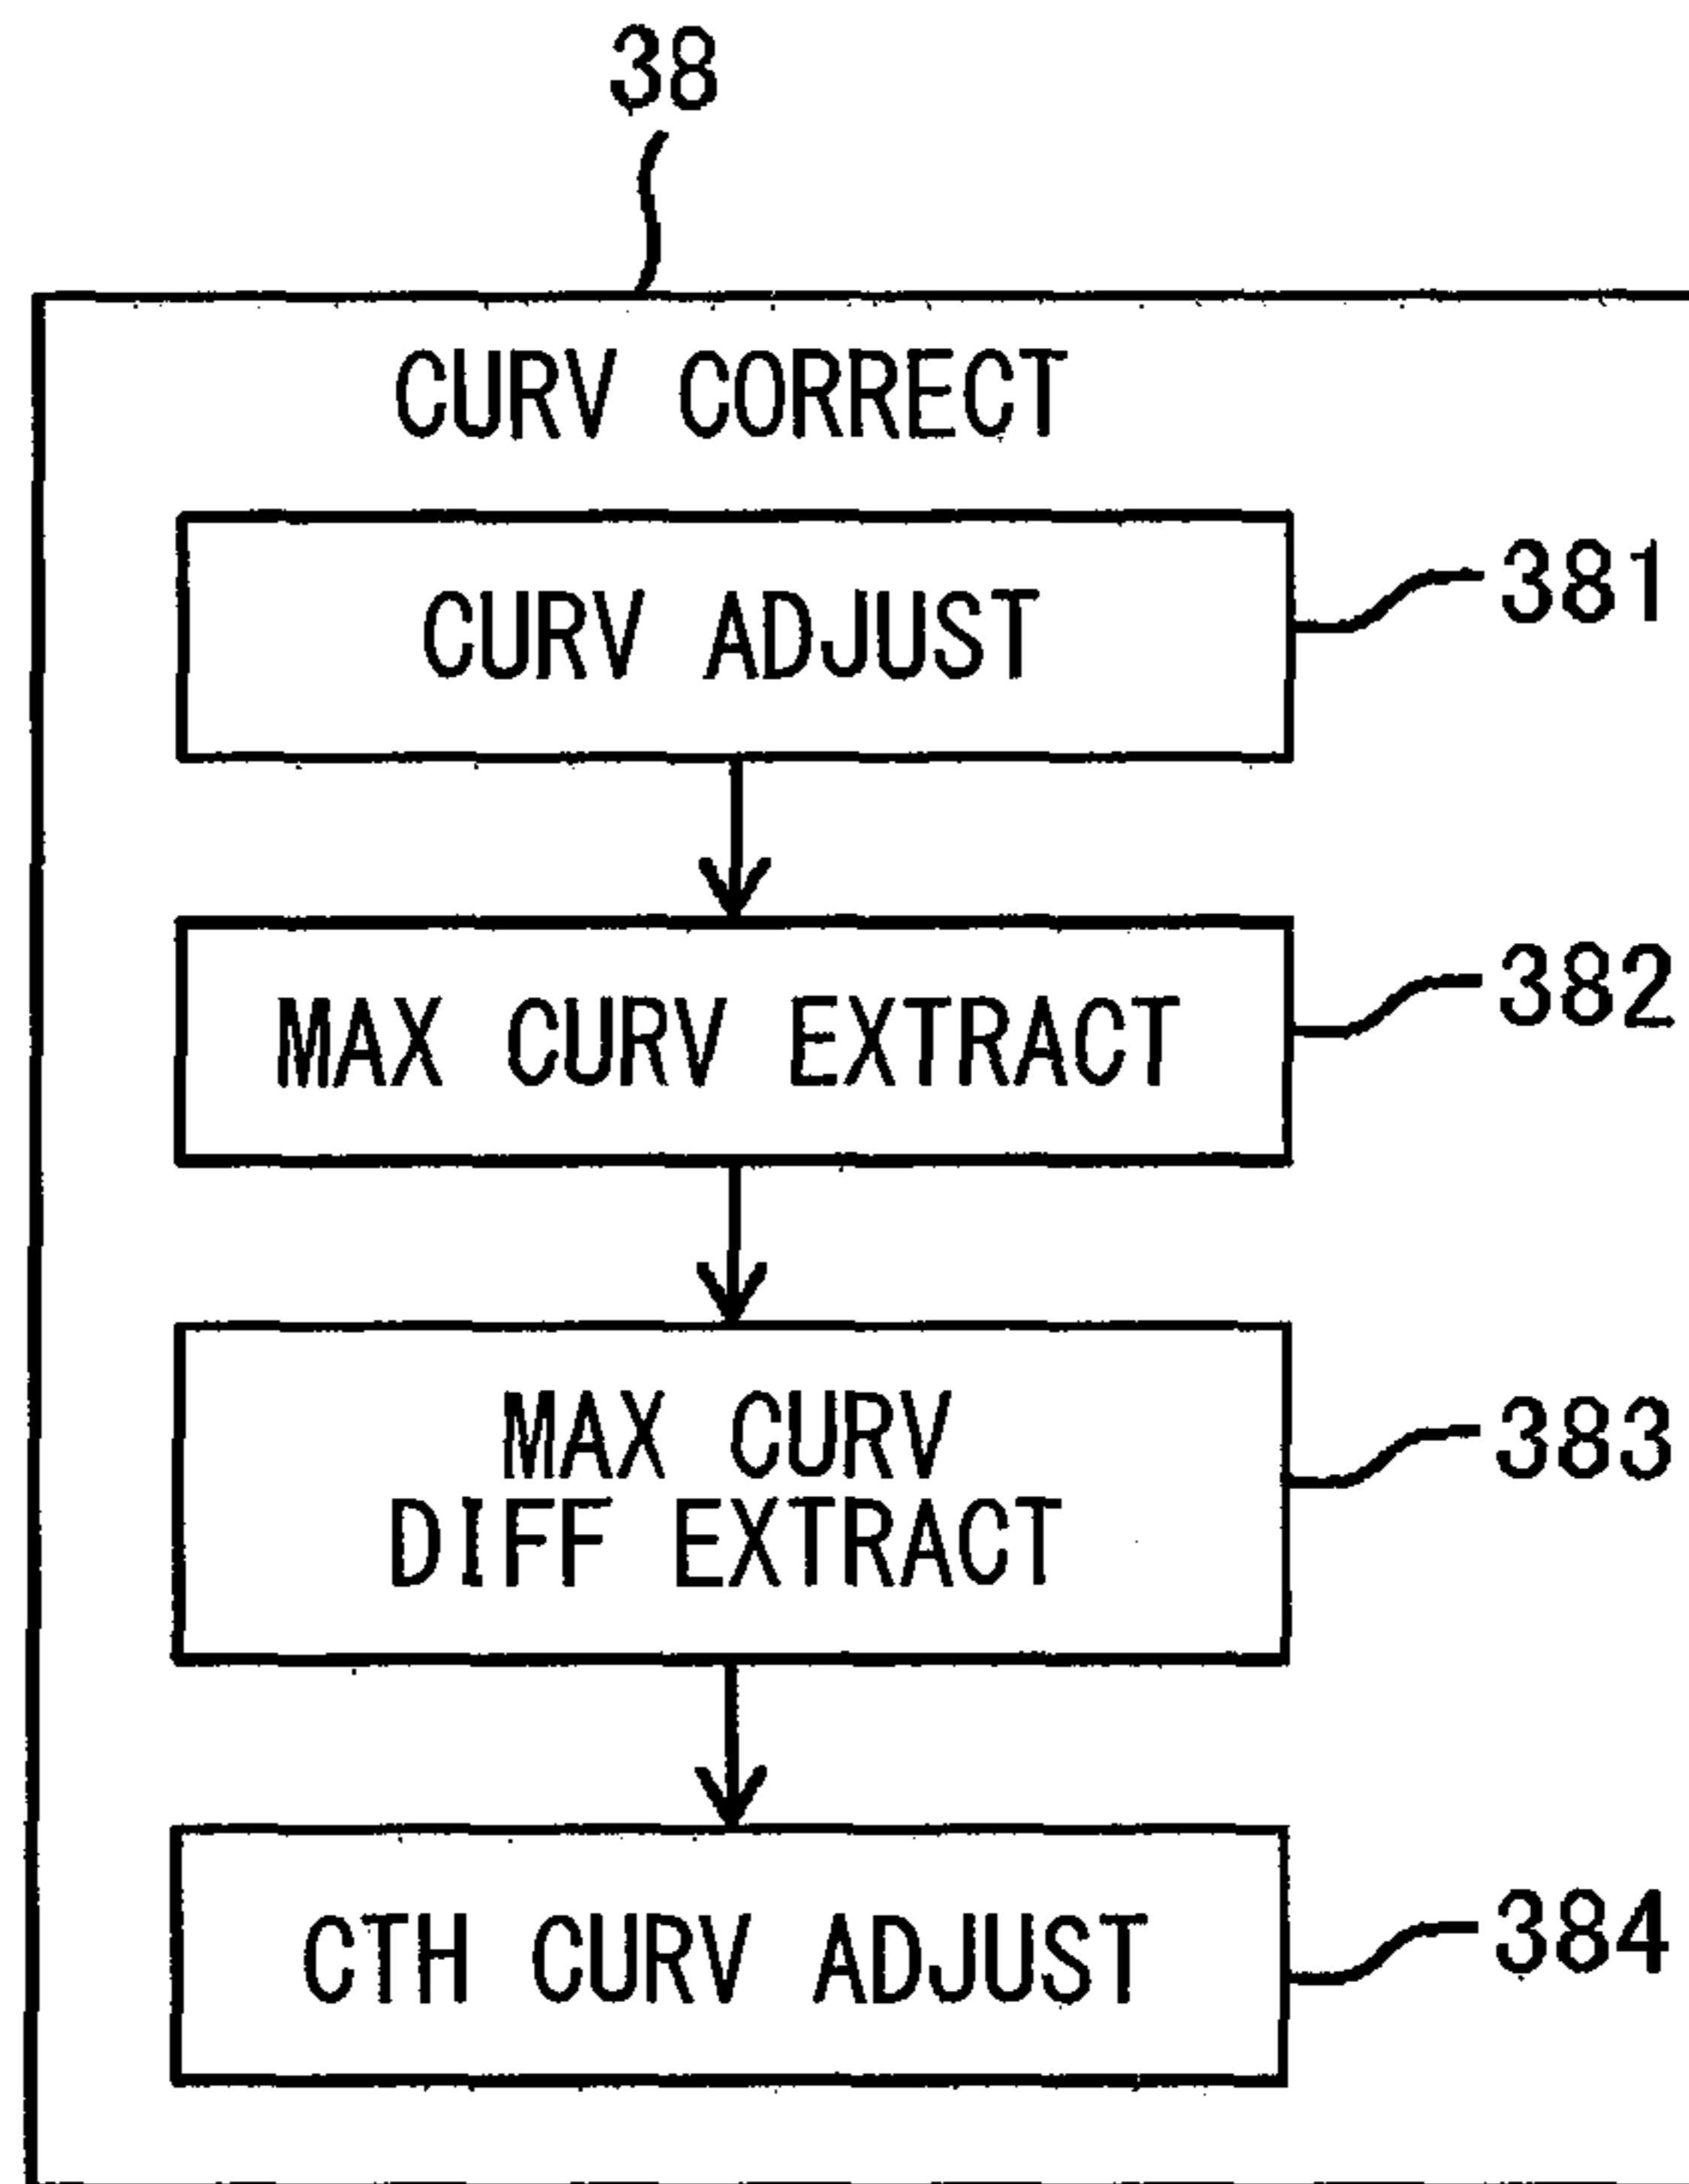 38
CURV CORRECT
CURV ADJUST
381
MAX CURV EXTRACT
382
MAX CURV
DIFF EXTRACT
383
CTH CURV ADJUST
384